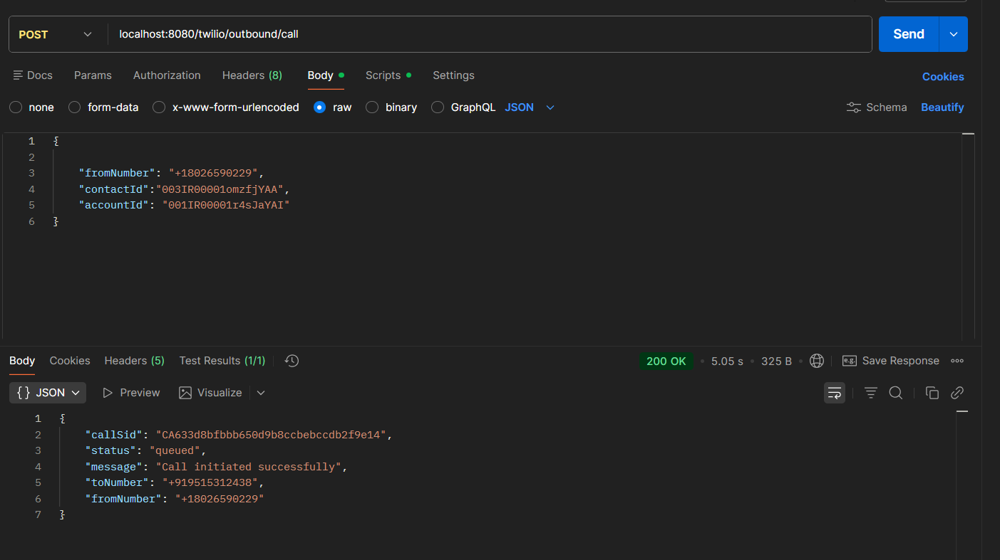 POST localhost:8080/twilio/outbound/call Send
Docs Params Authorization Headers (8) Body Scripts Settings Cookies
none form-data x-www-form-urlencoded raw binary GraphQL JSON Schema Beautify
1 {
2
3 "fromNumber": "+18026590229",
4 "contactId":"003IR00001omzfjYAA",
5 "accountId": "001IR00001r4sJaYAI"
6 }
Body Cookies Headers (5) Test Results (1/1) 200 OK • 5.05 s • 325 B • e.g. Save Response
{} JSON Preview Visualize
1 {
2 "callSid": "CA633d8bfbbb650d9b8ccbebccdb2f9e14",
3 "status": "queued",
4 "message": "Call initiated successfully",
5 "toNumber": "+919515312438",
6 "fromNumber": "+18026590229"
7 }